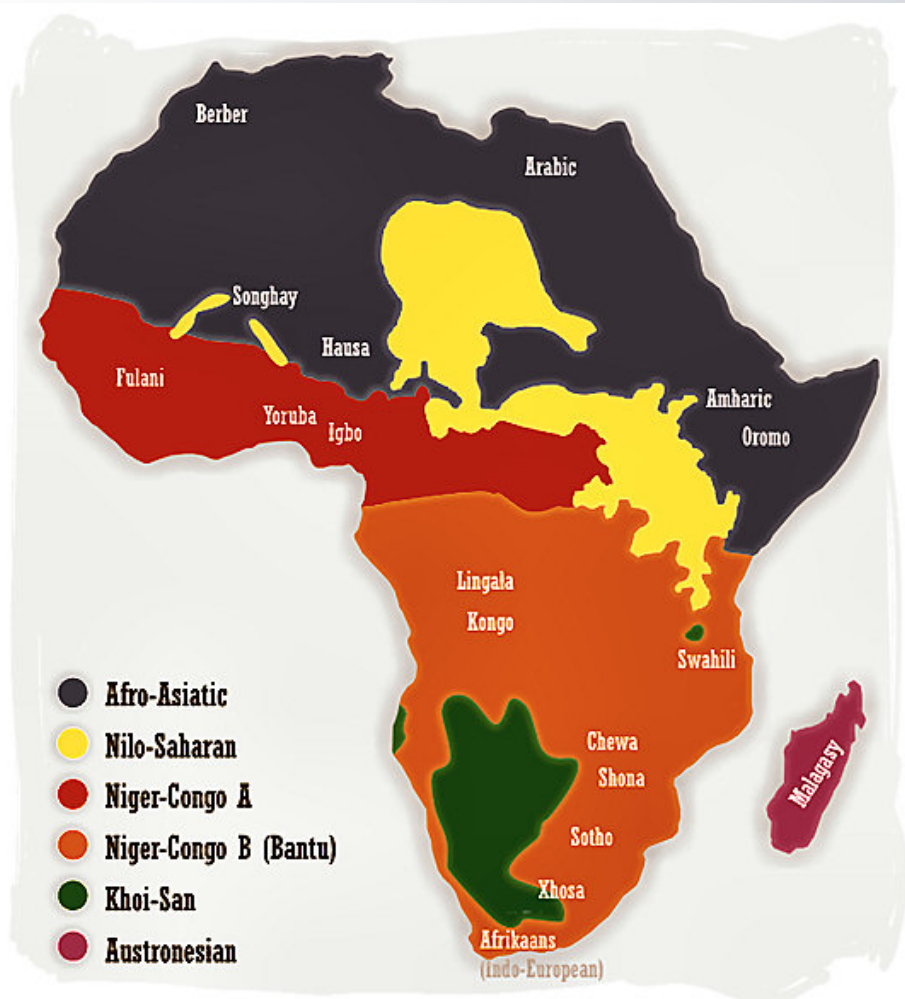 Berber
Arabic
Songhay
Hausa
Fulani
Amharic
Yoruba
Igbo
Oromo
Lingala
Kongo
Swahili
Chewa
Shona
Malagasy
Sotho
Xhosa
Afrikaans
(indo-European)
Afro-Asiatic
Nilo-Saharan
Niger-Congo A
Niger-Congo B (Bantu)
Khoi-San
Austronesian